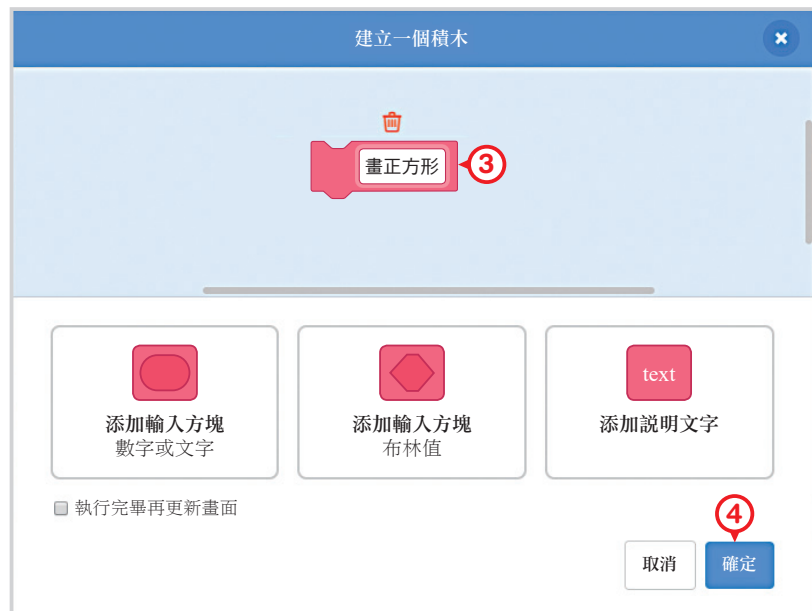 建立一個積木
畫正方形
③
text
添加輸入方塊
數字或文字
添加輸入方塊
布林值
添加説明文字
執行完畢再更新畫面
④
取消
確定